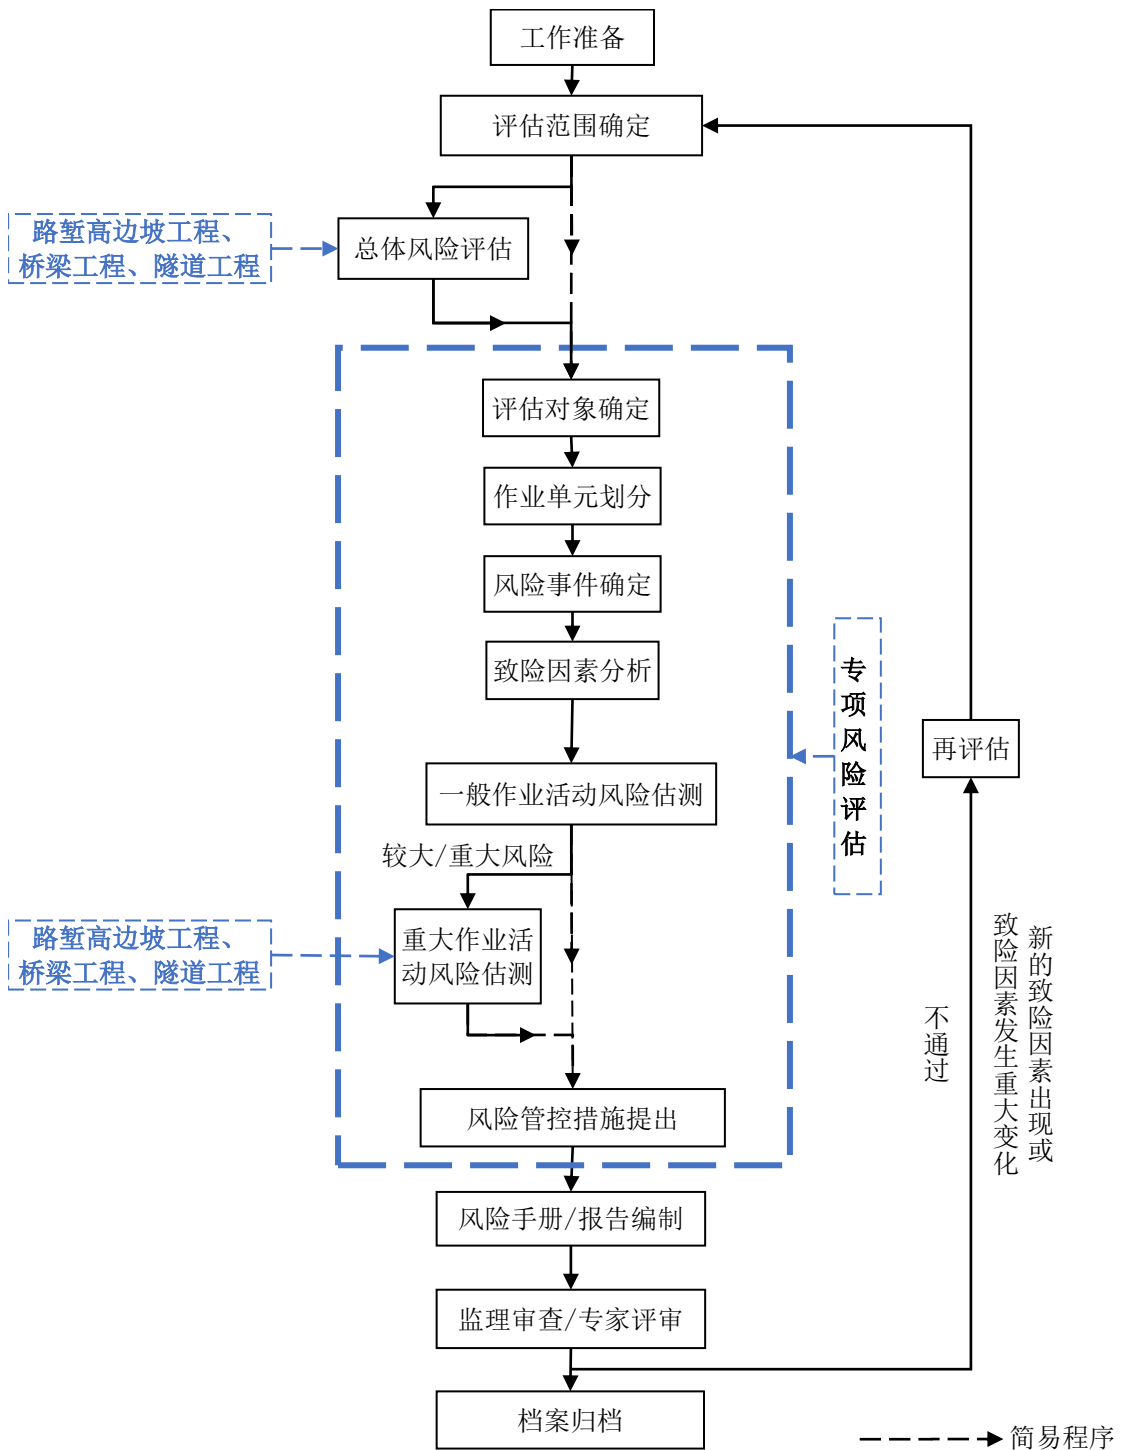 工作准备
评估范围确定
路堑高边坡工程、
桥梁工程、隧道工程
总体风险评估
评估对象确定
作业单元划分
风险事件确定
致险因素分析
专项风险评估
再评估
一般作业活动风险估测
较大/重大风险
路堑高边坡工程、
桥梁工程、隧道工程
重大作业活
动风险估测
不通过
新的致险因素出现或
致险因素发生重大变化
风险管控措施提出
风险手册/报告编制
监理审查/专家评审
档案归档
简易程序